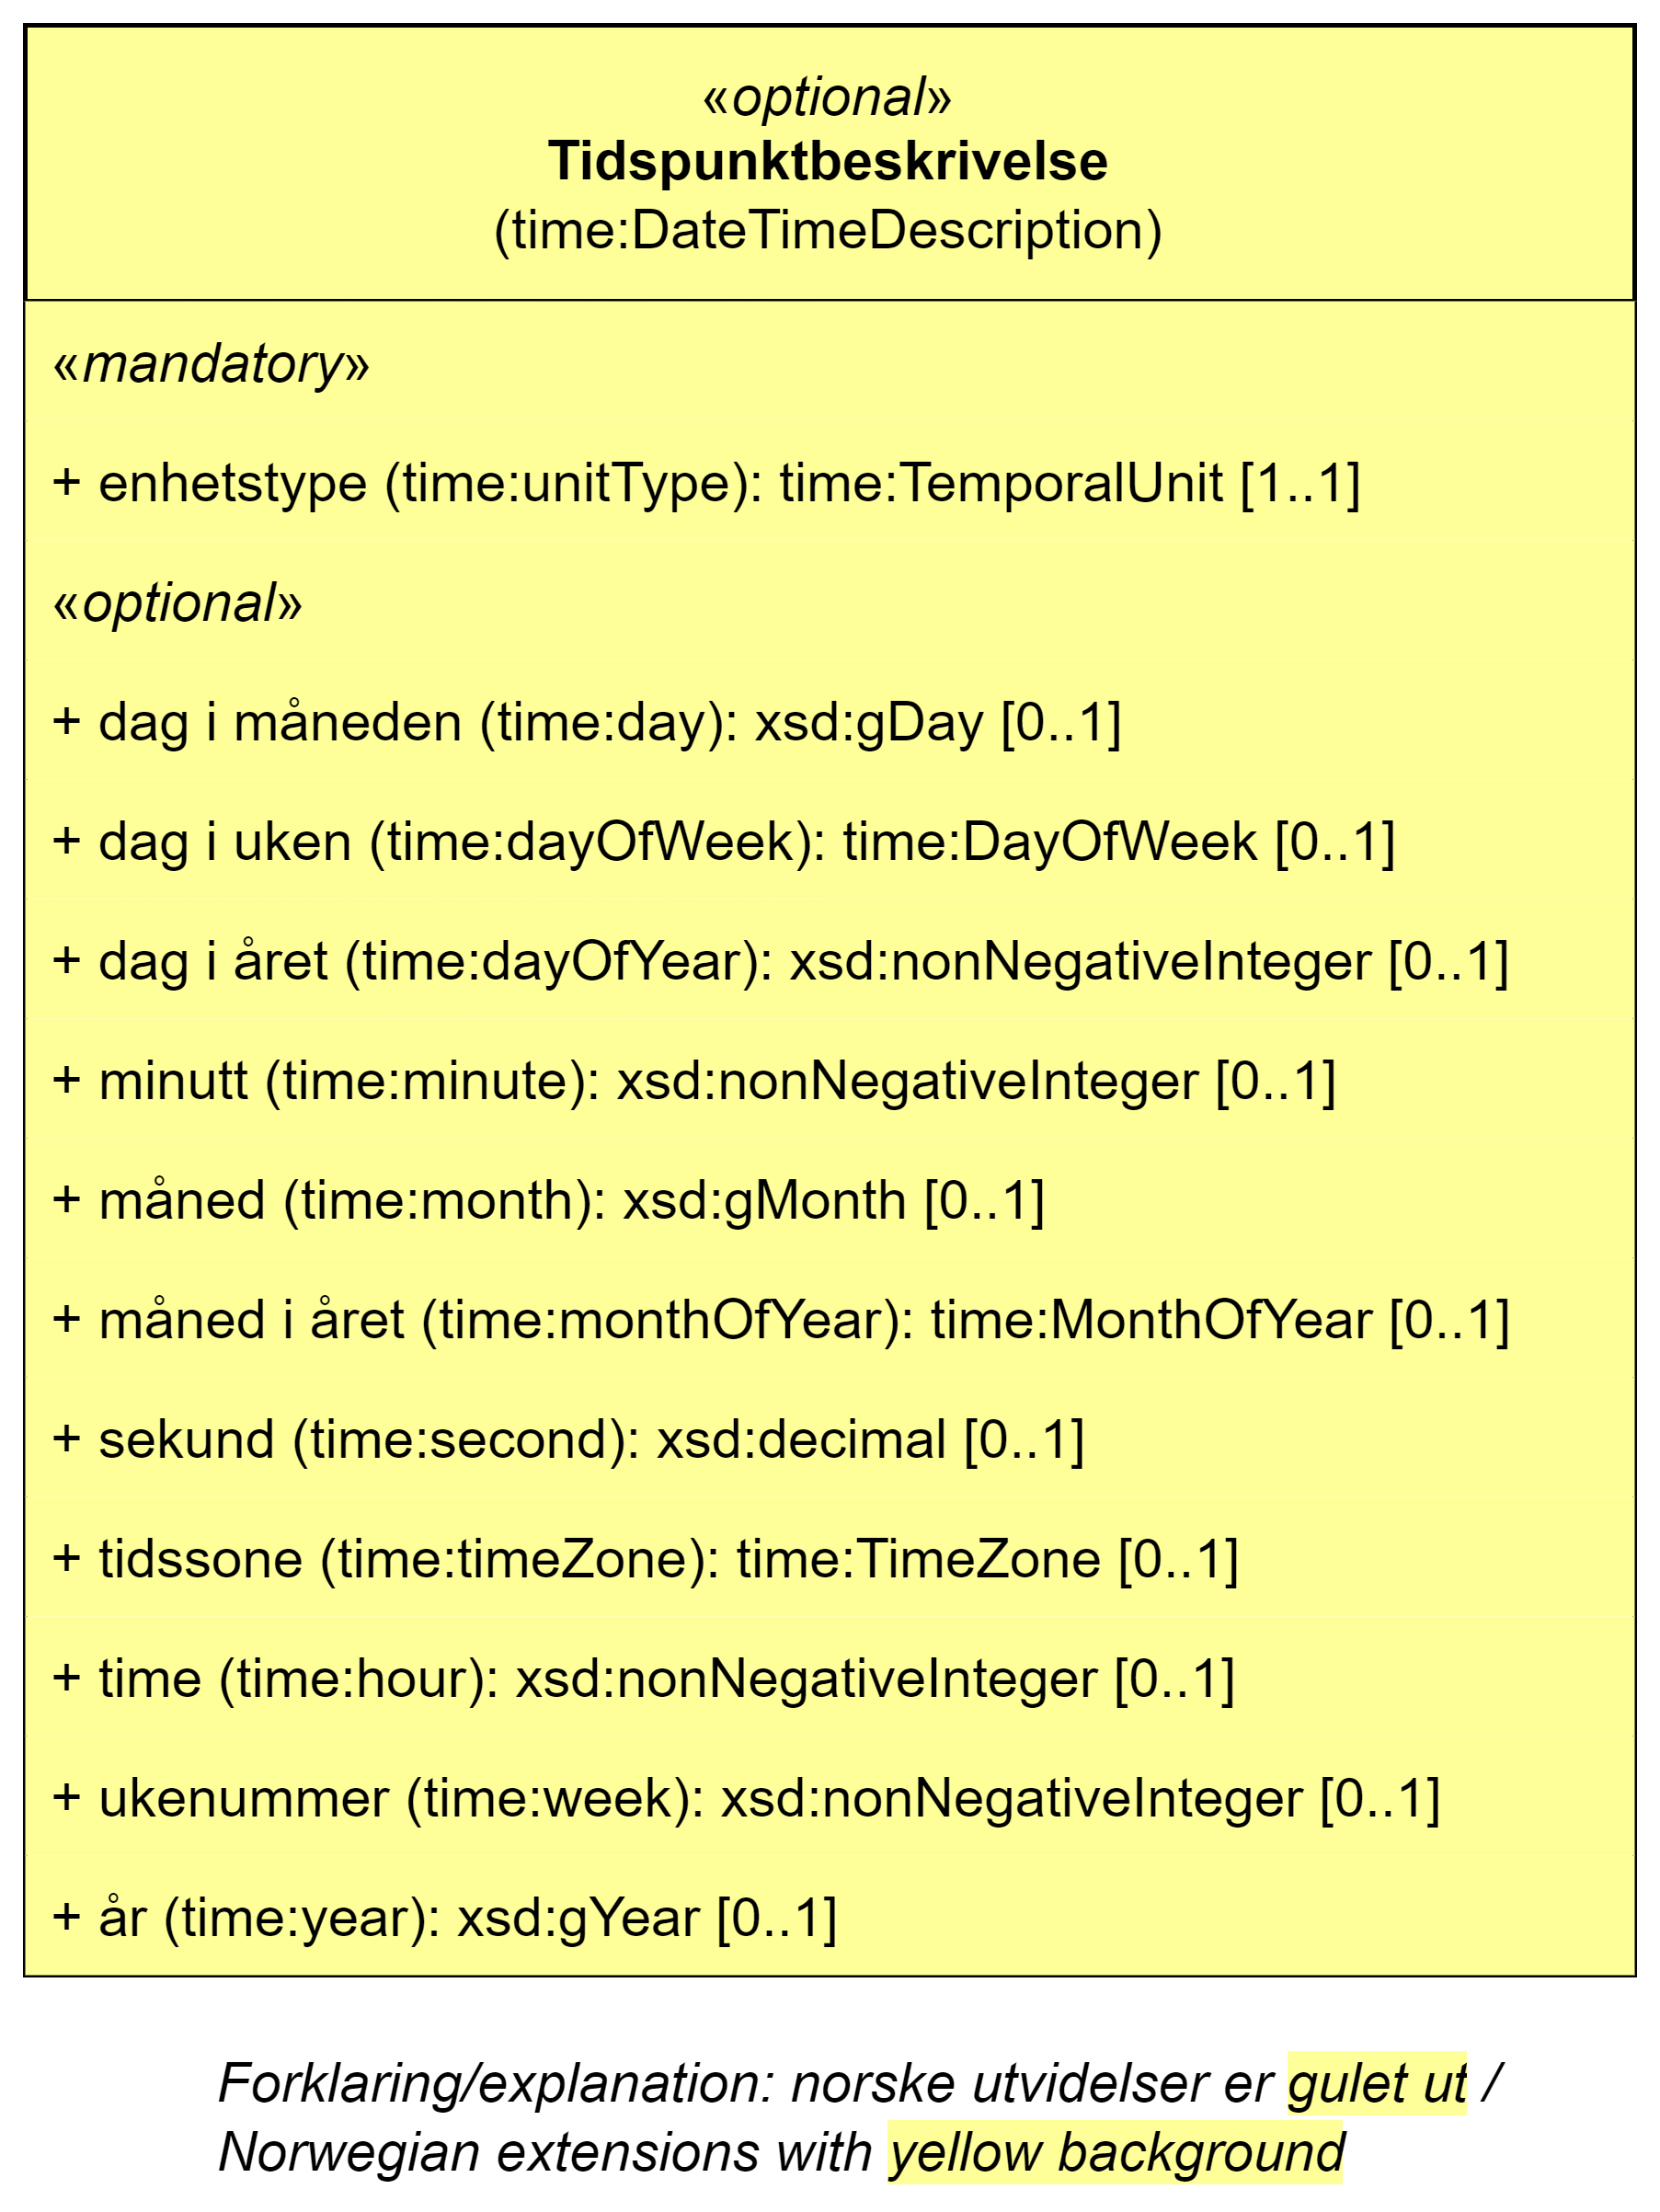 «optional»
Tidspunktbeskrivelse
(time:DateTimeDescription)
«mandatory»
+ enhetstype (time:unitType): time:TemporalUnit [1..1]
«optional»
+ dag i måneden (time:day): xsd:gDay [0..1]
+ dag i uken (time:dayOfWeek): time:DayOfWeek [0..1]
+ dag i året (time:dayOfYear): xsd:nonNegativeInteger [0..1]
+ minutt (time:minute): xsd:nonNegativeInteger [0..1]
+ måned (time:month): xsd:gMonth [0..1]
+ måned i året (time:monthOfYear): time:MonthOfYear [0..1]
+ sekund (time:second): xsd:decimal [0..1]
+ tidssone (time:timeZone): time:TimeZone [0..1]
+ time (time:hour): xsd:nonNegativeInteger [0..1]
+ ukenummer (time:week): xsd:nonNegativeInteger [0..1]
+ år (time:year): xsd:gYear [0..1]
Forklaring/explanation: norske utvidelser er gulet ut /
Norwegian extensions with yellow background